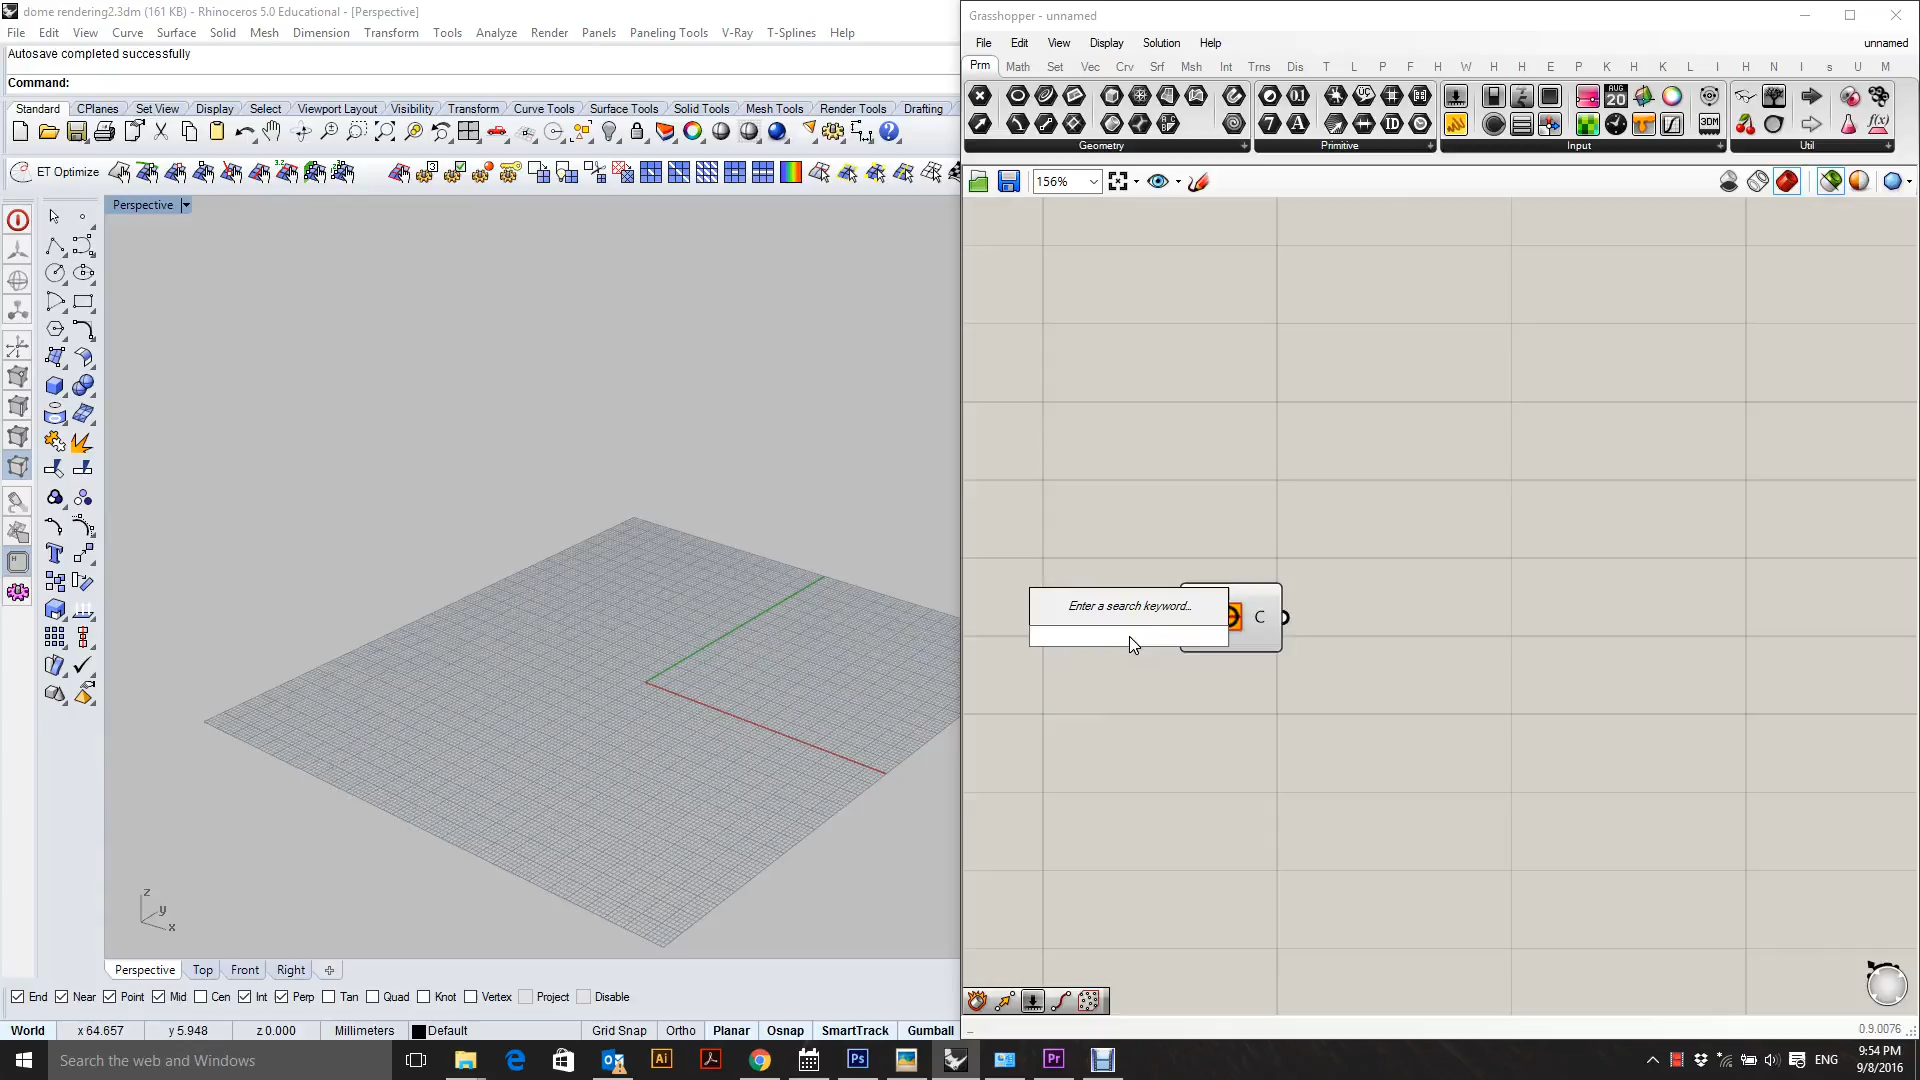 dome rendering2.3dm (161 KB) - Rhinoceros 5.0 Educational - [Perspective]
File Edit View Curve Surface Solid Mesh Dimension Transform Tools Analyze Render Panels Paneling Tools V-Ray T-Splines Help
Autosave completed successfully
Command:
Standard CPlanes Set View Display Select Viewport Layout Visibility Transform Curve Tools Surface Tools Solid Tools Mesh Tools Render Tools Drafting
ET Optimize
Perspective
z
y
x
Perspective Top Front Right
End Near Point Mid Cen Int Perp Tan Quad Knot Vertex Project Disable
World x 64.657 y 5.948 z 0.000 Millimeters Default Grid Snap Ortho Planar Osnap SmartTrack Gumball
Grasshopper - unnamed
File Edit View Display Solution Help unnamed
Prm Math Set Vec Crv Srf Msh Int Trns Dis T L P F H W H H E P K H K L I H N I s U M
Geometry Primitive Input Util
156%
Enter a search keyword...
C
0.9.0076
Search the web and Windows
ENG
9:54 PM
9/8/2016